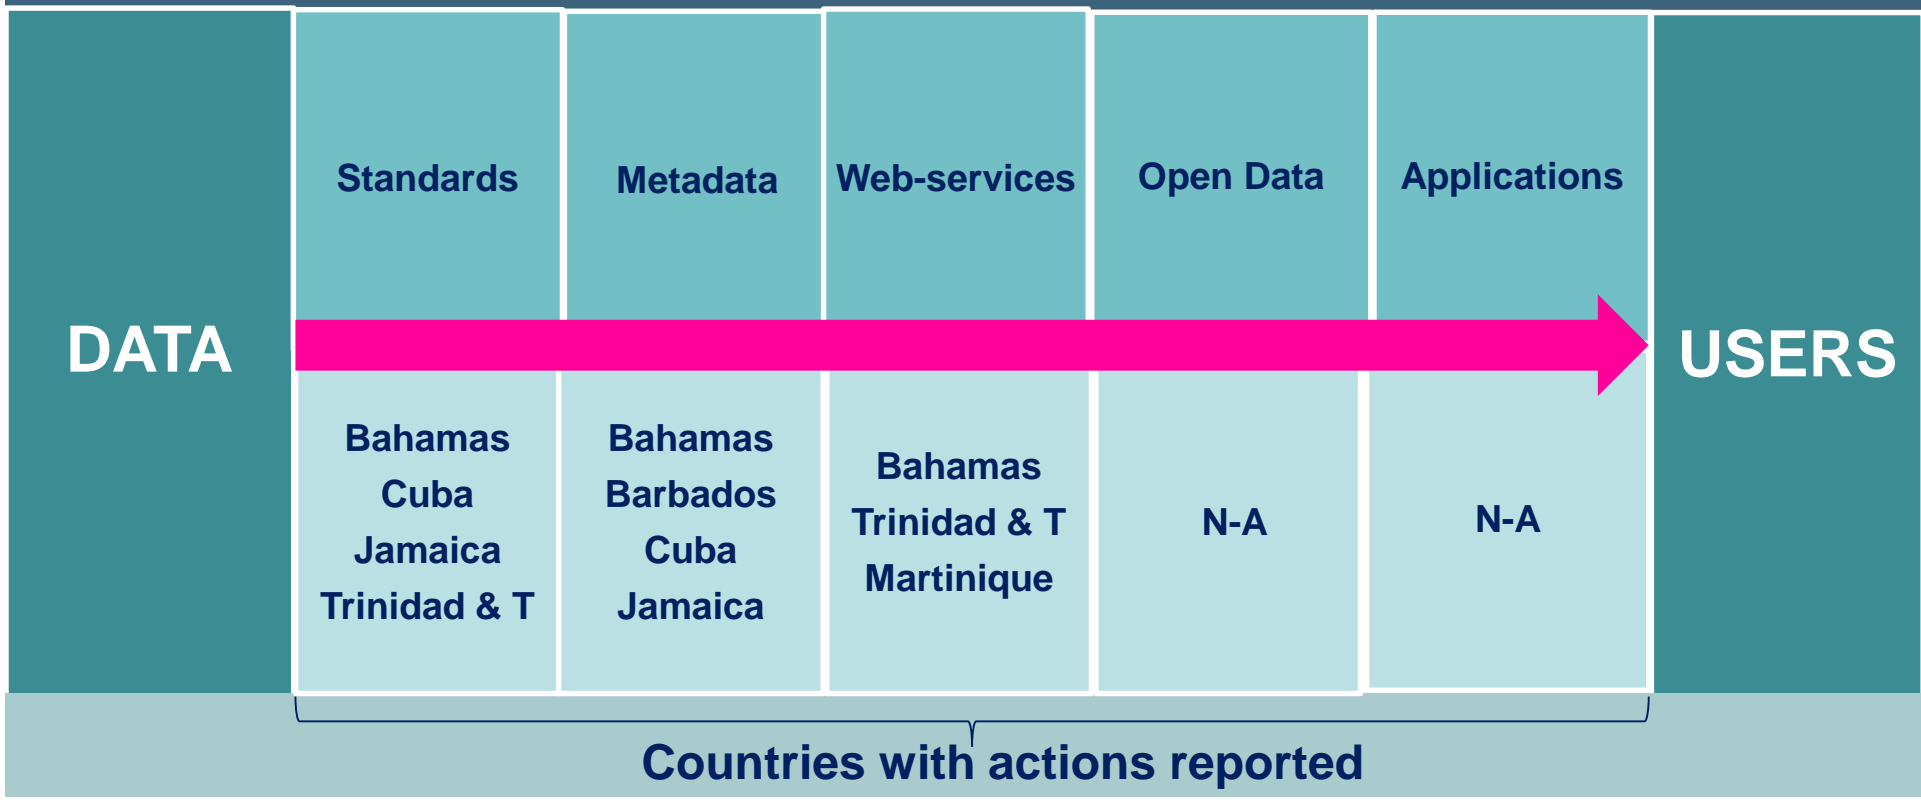 DATA
Standards
Metadata
Web-services
Open Data
Applications
USERS
Bahamas
Cuba
Jamaica
Trinidad & T
Bahamas
Barbados
Cuba
Jamaica
Bahamas
Trinidad & T
Martinique
N-A
N-A
Countries with actions reported